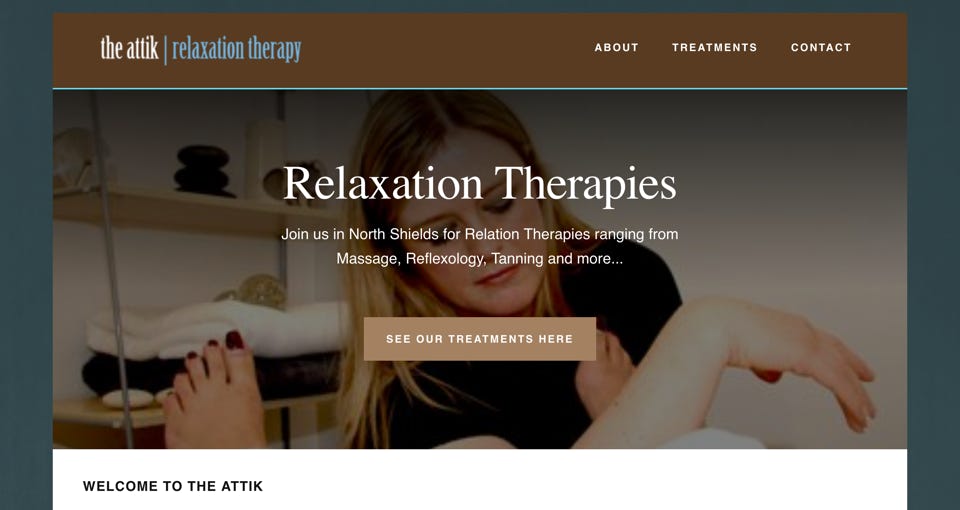 the attik | relaxation therapy
ABOUT TREATMENTS CONTACT
Relaxation Therapies
Join us in North Shields for Relation Therapies ranging from
Massage, Reflexology, Tanning and more...
SEE OUR TREATMENTS HERE
WELCOME TO THE ATTIK